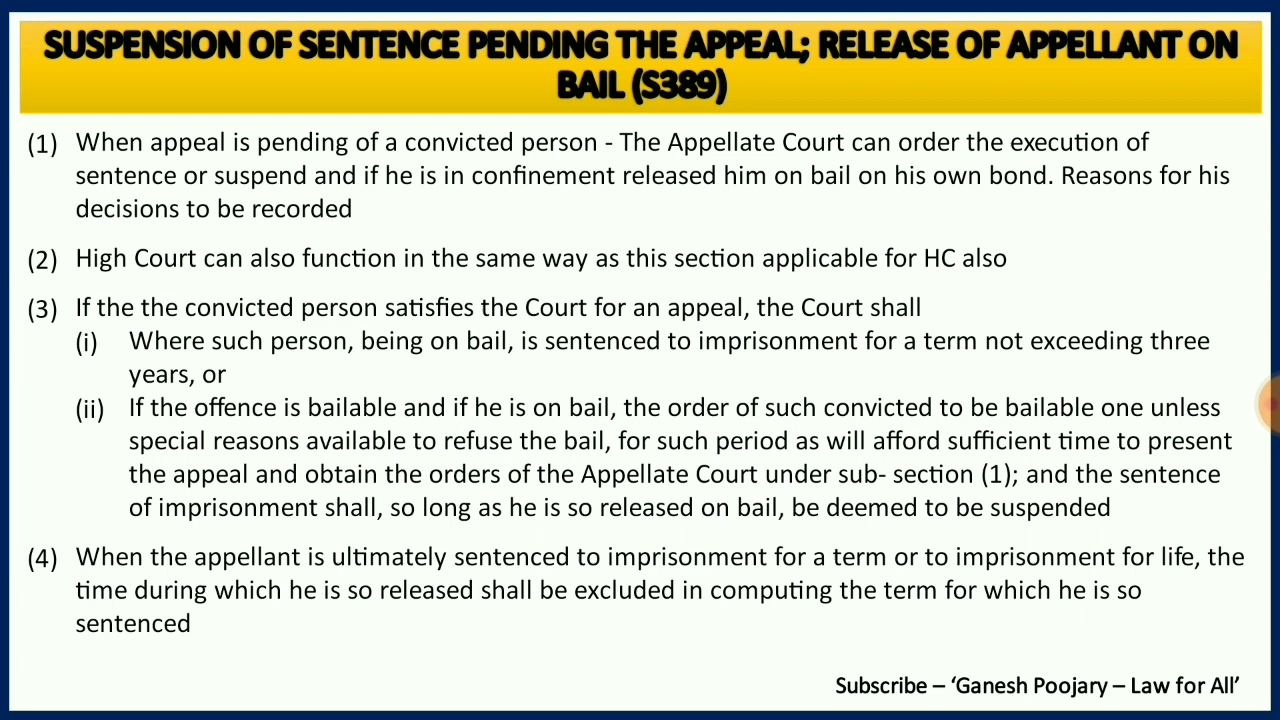 SUSPENSION OF SENTENCE PENDING THE APPEAL; RELEASE OF APPELLANT ON
BAIL (S389)
(1) When appeal is pending of a convicted person - The Appellate Court can order the execution of
sentence or suspend and if he is in confinement released him on bail on his own bond. Reasons for his
decisions to be recorded
(2) High Court can also function in the same way as this section applicable for HC also
(3) If the the convicted person satisfies the Court for an appeal, the Court shall
(i) Where such person, being on bail, is sentenced to imprisonment for a term not exceeding three
years, or
(ii) If the offence is bailable and if he is on bail, the order of such convicted to be bailable one unless
special reasons available to refuse the bail, for such period as will afford sufficient time to present
the appeal and obtain the orders of the Appellate Court under sub- section (1); and the sentence
of imprisonment shall, so long as he is so released on bail, be deemed to be suspended
(4) When the appellant is ultimately sentenced to imprisonment for a term or to imprisonment for life, the
time during which he is so released shall be excluded in computing the term for which he is so
sentenced
Subscribe – ‘Ganesh Poojary – Law for All’